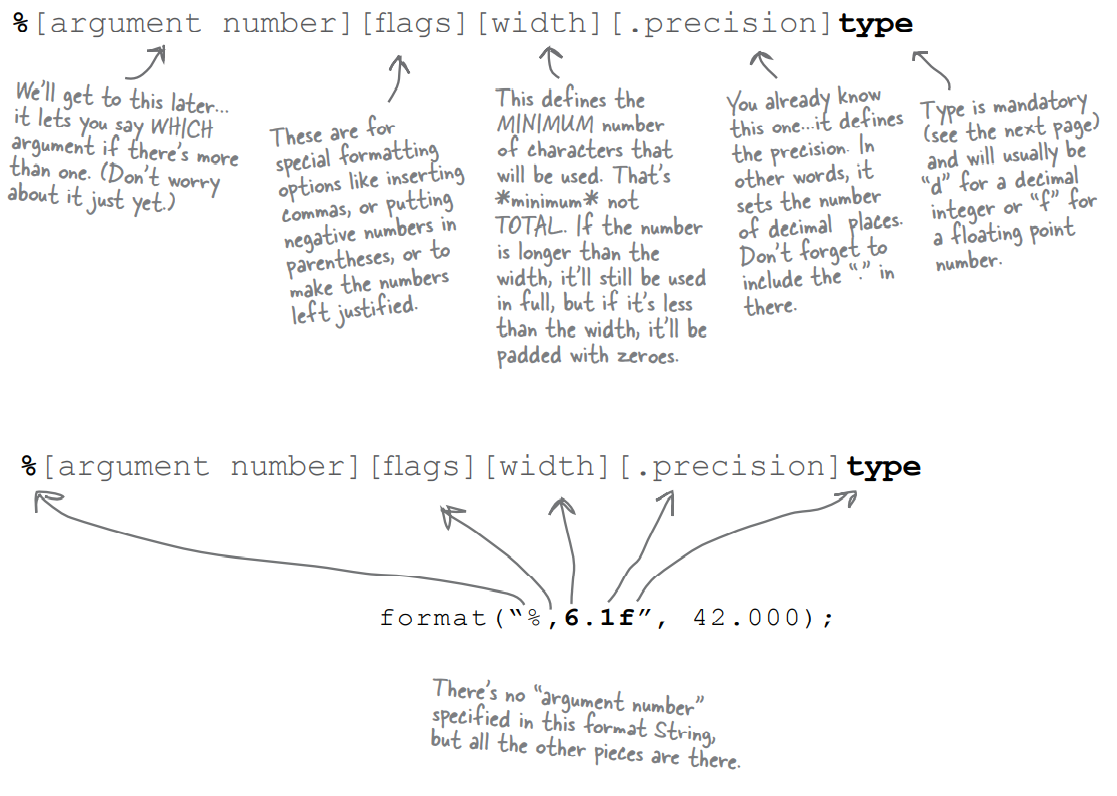 %[argument number][flags][width][.precision]type
We'll get to this later...
it lets you say WHICH
argument if there's more
than one. (Don't worry
about it just yet.)
These are for
special formatting
options like inserting
commas, or putting
negative numbers in
parentheses, or to
make the numbers
left justified.
This defines the
MINIMUM number
of characters that
will be used. That's
*minimum* not
TOTAL. If the number
is longer than the
width, it'll still be used
in full, but if it's less
than the width, it'll be
padded with zeroes.
You already know
this one...it defines
the precision. In
other words, it
sets the number
of decimal places.
Don't forget to
include the "." in
there.
Type is mandatory
(see the next page)
and will usually be
"d" for a decimal
integer or "f" for
a floating point
number.
%[argument number][flags][width][.precision]type
format("%,6.1f", 42.000);
There's no "argument number"
specified in this format String,
but all the other pieces are there.